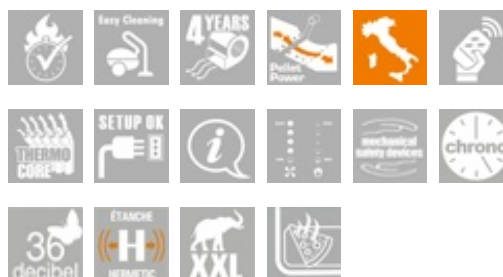 Easy Cleaning
4 YEARS
Pellet
Power
THERMO
CORE
SETUP OK
i
mechanical
safety devices
chrono
36
decibel
ÉTANCHE
H
HERMETIC
XXL